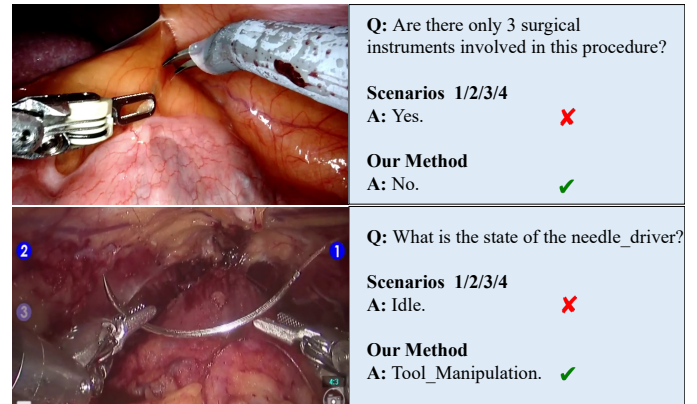 Q: Are there only 3 surgical
instruments involved in this procedure?
Scenarios 1/2/3/4
A: Yes. ✘
Our Method
A: No. ✔
2
1
3
Q: What is the state of the needle_driver?
Scenarios 1/2/3/4
A: Idle. ✘
Our Method
A: Tool_Manipulation. ✔
4:3